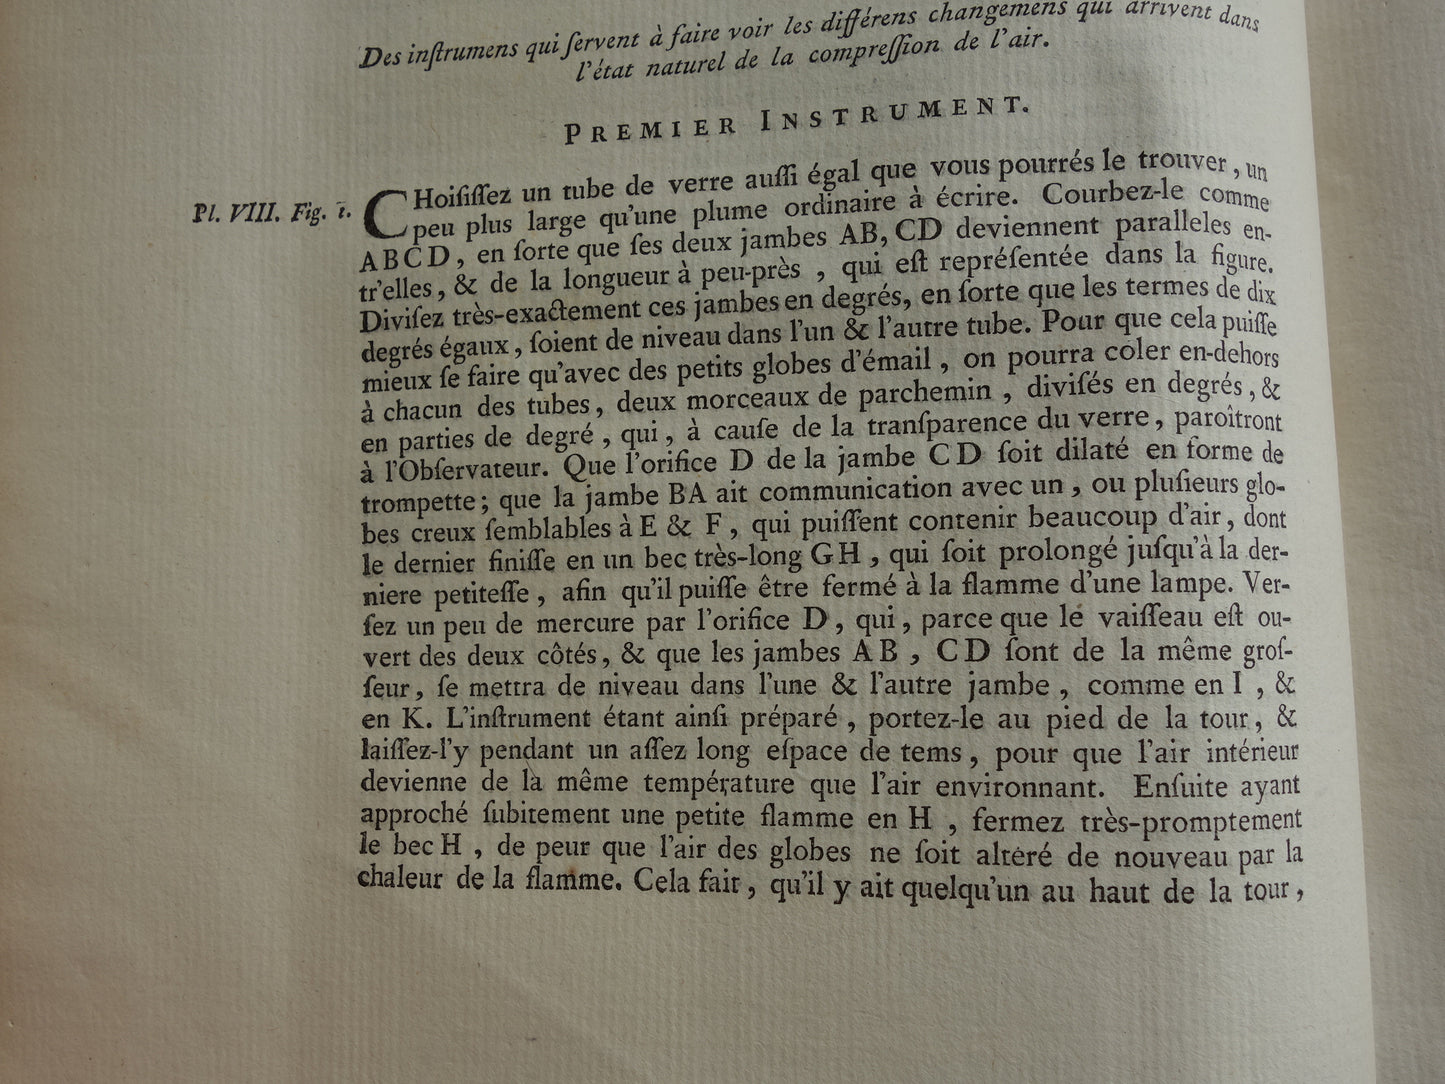 Des inſtrumens qui ſervent à faire voir les différens changemens qui arrivent dans
l'état naturel de la compreſſion de l'air.
PREMIER INSTRUMENT.
Pl. VIII. Fig. 1.
CHoiſiſſez un tube de verre auſſi égal que vous pourrés le trouver, un
peu plus large qu'une plume ordinaire à écrire. Courbez-le comme
ABCD, en ſorte que ſes deux jambes AB, CD deviennent paralleles en-
tr'elles, & de la longueur à peu-près, qui eſt repréſentée dans la figure.
Diviſez très-exactement ces jambes en degrés, en ſorte que les termes de dix
degrés égaux, ſoient de niveau dans l'un & l'autre tube. Pour que cela puiſſe
mieux ſe faire qu'avec des petits globes d'émail, on pourra coler en-dehors
à chacun des tubes, deux morceaux de parchemin, diviſés en degrés, &
en parties de degré, qui, à cauſe de la tranſparence du verre, paroîtront
à l'Obſervateur. Que l'orifice D de la jambe CD ſoit dilaté en forme de
trompette; que la jambe BA ait communication avec un, ou pluſieurs glo-
bes creux ſemblables à E & F, qui puiſſent contenir beaucoup d'air, dont
le dernier finiſſe en un bec très-long GH, qui ſoit prolongé juſqu'à la der-
niere petiteſſe, afin qu'il puiſſe être fermé à la flamme d'une lampe. Ver-
ſez un peu de mercure par l'orifice D, qui, parce que le vaiſſeau eſt ou-
vert des deux côtés, & que les jambes AB, CD ſont de la même groſ-
ſeur, ſe mettra de niveau dans l'une & l'autre jambe, comme en I, &
en K. L'inſtrument étant ainſi préparé, portez-le au pied de la tour, &
laiſſez-l'y pendant un aſſez long eſpace de tems, pour que l'air intérieur
devienne de la même température que l'air environnant. Enſuite ayant
approché ſubitement une petite flamme en H, fermez très-promptement
le bec H, de peur que l'air des globes ne ſoit altéré de nouveau par la
chaleur de la flamme. Cela fait, qu'il y ait quelqu'un au haut de la tour,